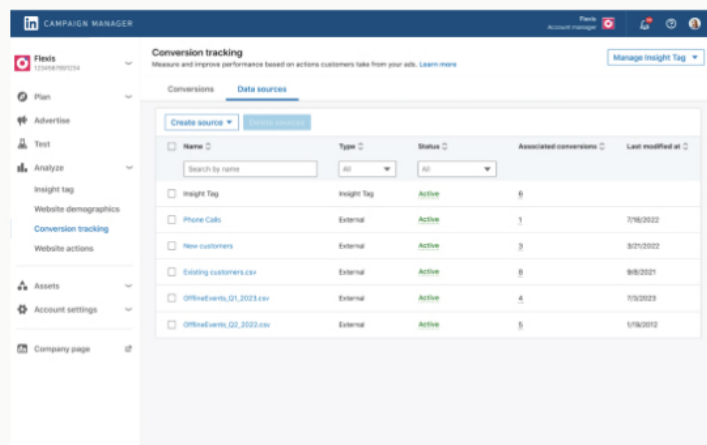 in CAMPAIGN MANAGER
Flexis
Account manager
Flexis
Plan
Advertise
Test
Analyze
Insight tag
Website demographics
Conversion tracking
Website actions
Assets
Account settings
Company page
Conversion tracking
Measure and improve performance based on actions customers take from your ads. Learn more
Manage Insight Tag
Conversions Data sources
Create source Delete sources
Name Type Status Associated conversions Last modified at
Search by name All All
Insight Tag Insight Tag Active 6
Phone Calls External Active 1 7/18/2022
New customers External Active 3 3/21/2022
Existing customers.csv External Active 8 9/8/2021
OfflineEvents_Q1_2023.csv External Active 4 7/3/2023
OfflineEvents_Q2_2022.csv External Active 5 1/19/2012